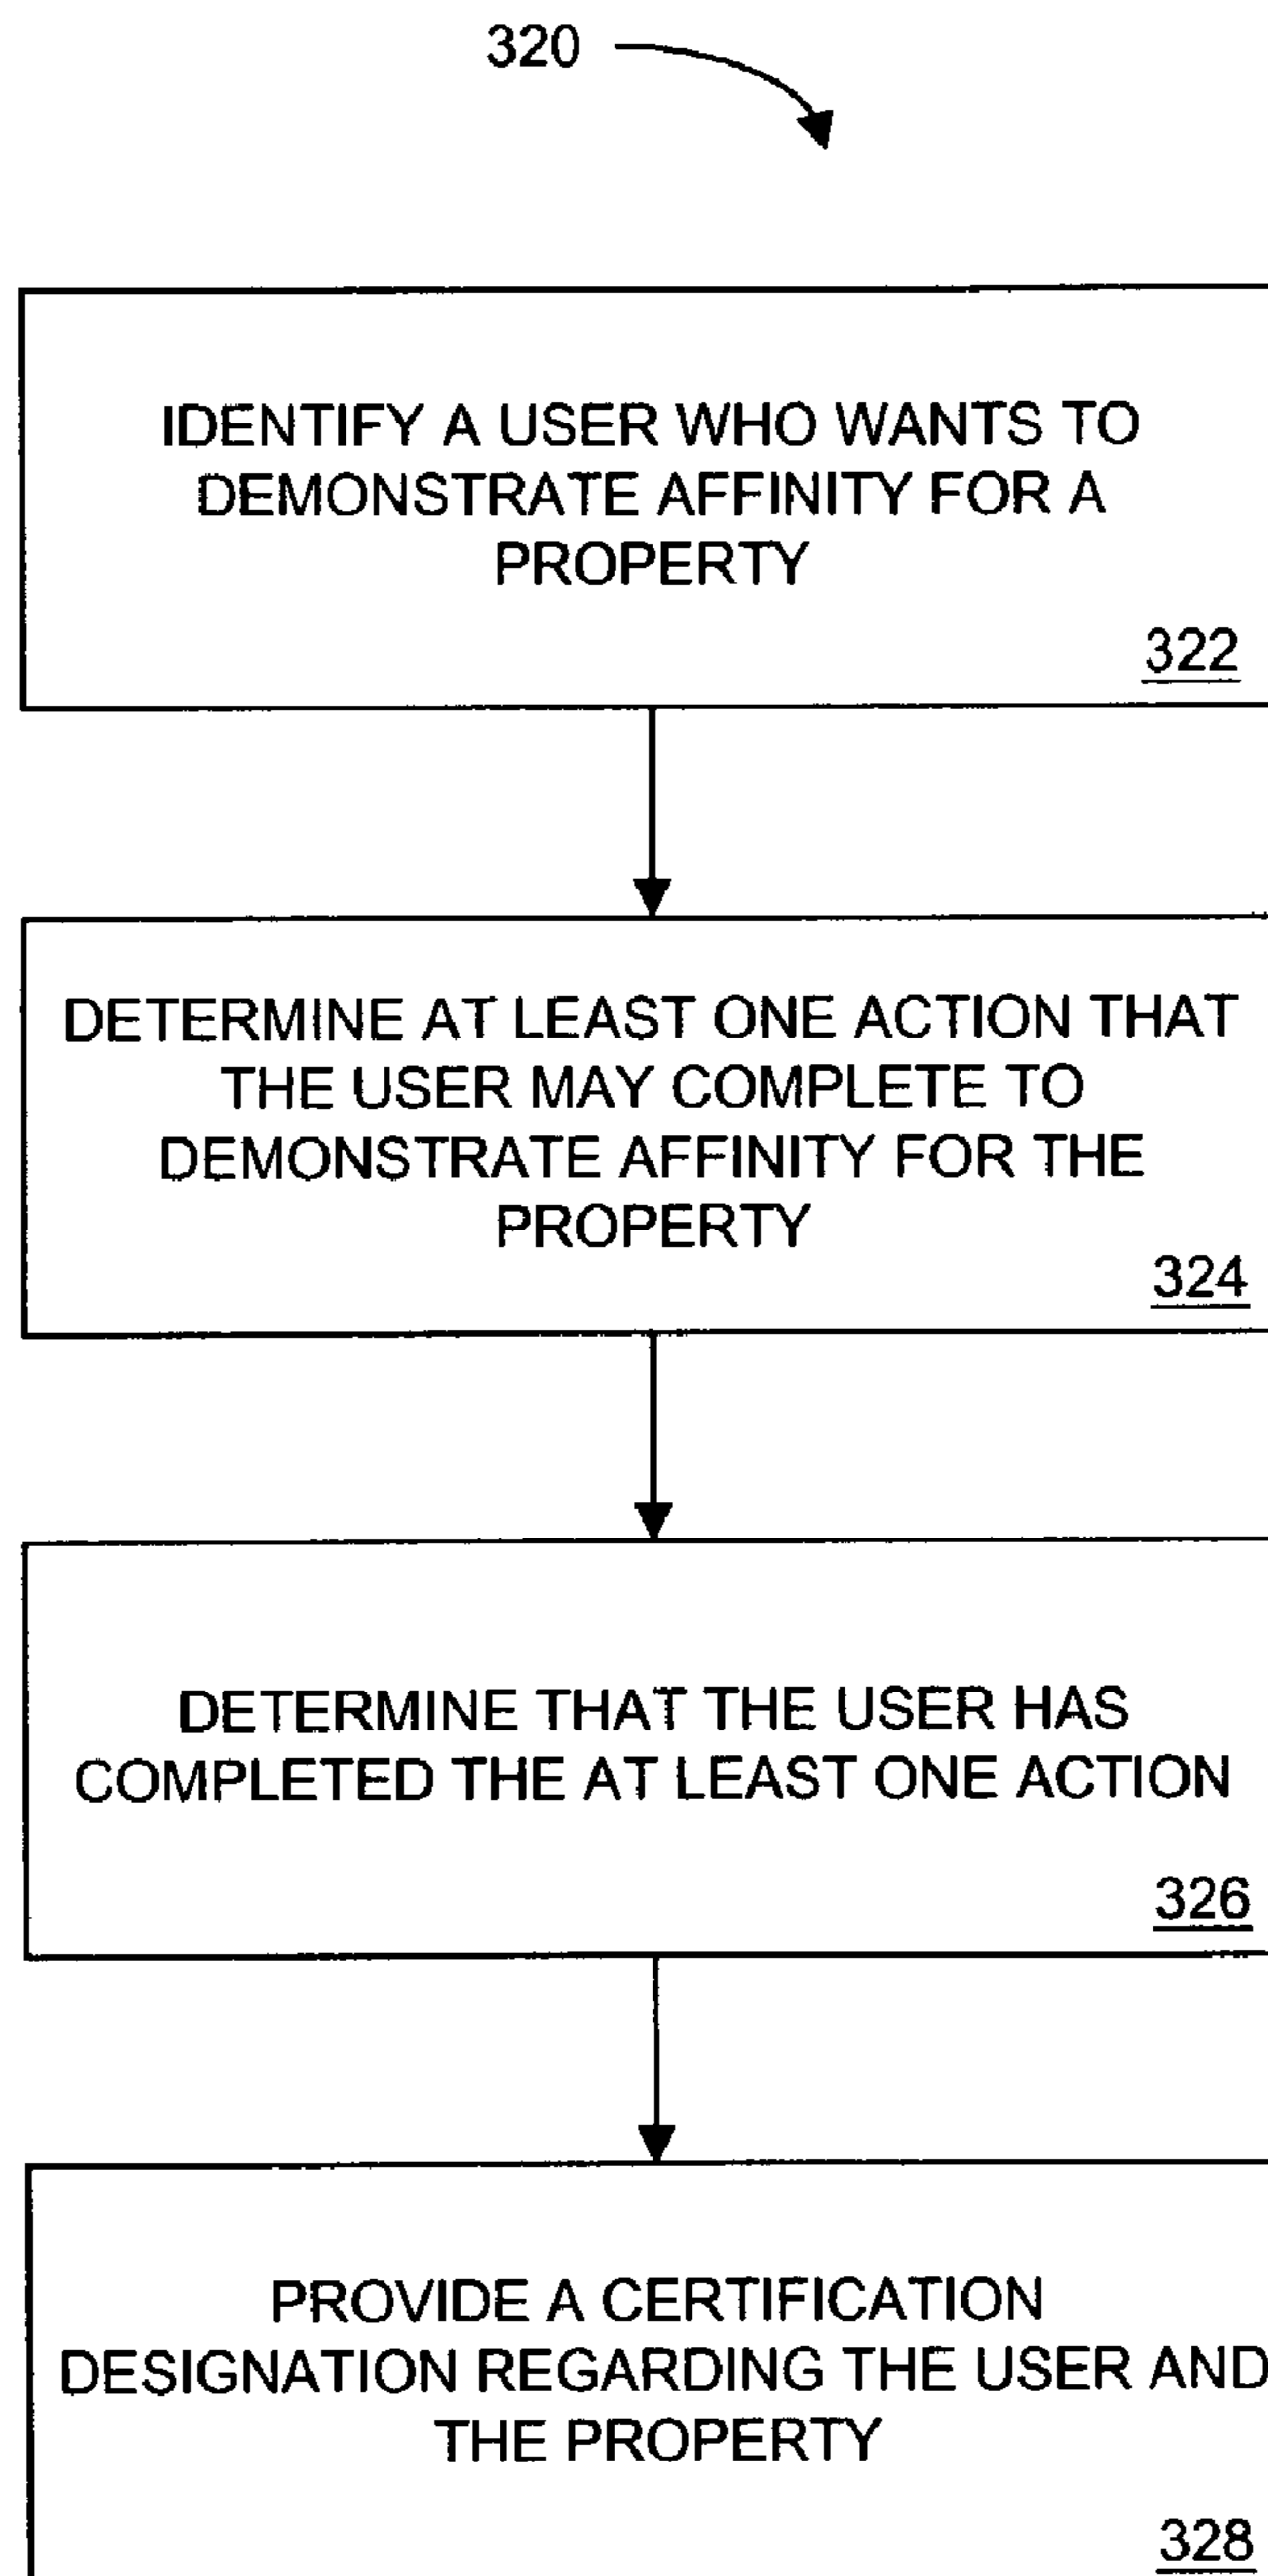 320
IDENTIFY A USER WHO WANTS TO
DEMONSTRATE AFFINITY FOR A
PROPERTY
322
DETERMINE AT LEAST ONE ACTION THAT
THE USER MAY COMPLETE TO
DEMONSTRATE AFFINITY FOR THE
PROPERTY
324
DETERMINE THAT THE USER HAS
COMPLETED THE AT LEAST ONE ACTION
326
PROVIDE A CERTIFICATION
DESIGNATION REGARDING THE USER AND
THE PROPERTY
328